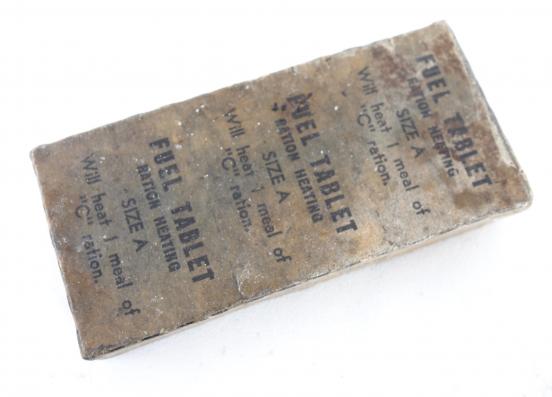 FUEL TABLET
RATION HEATING
SIZE A
Will heat 1 meal of
"C" ration.
FUEL TABLET
RATION HEATING
SIZE A
Will heat 1 meal of
"C" ration.
FUEL TABLET
RATION HEATING
SIZE A
Will heat 1 meal of
"C" ration.